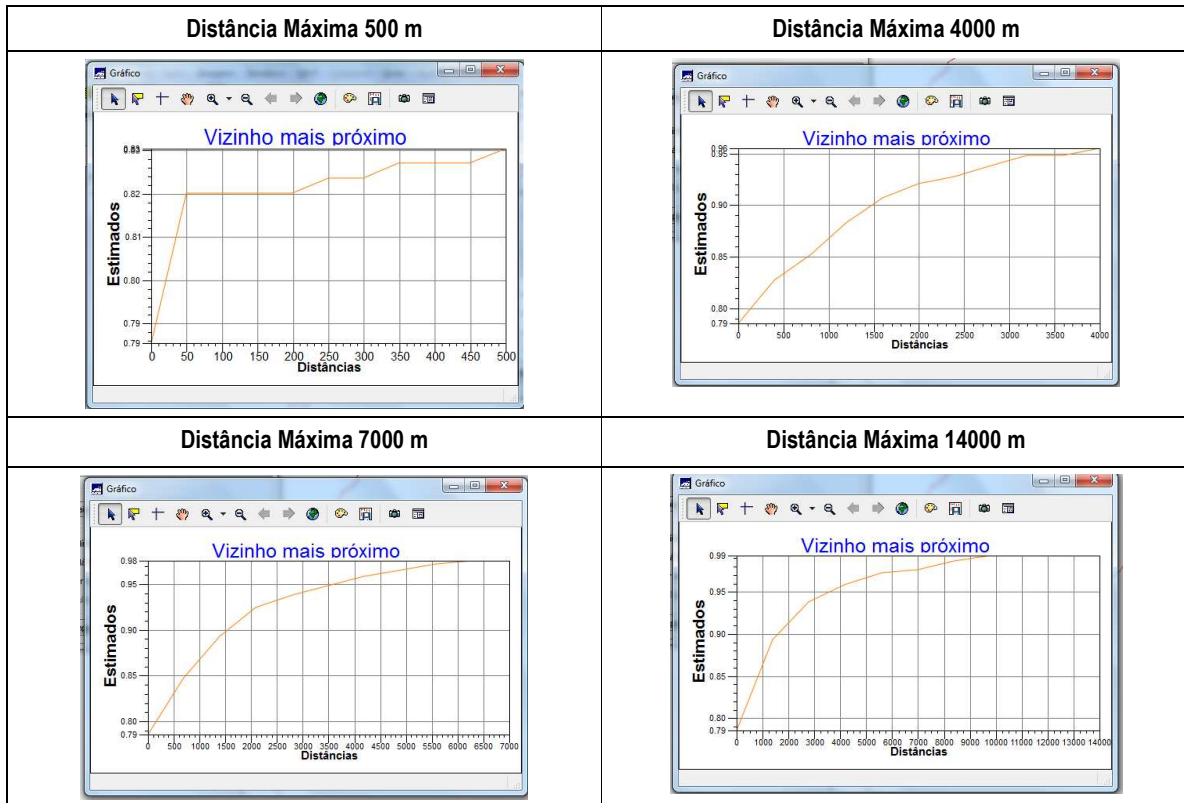 Distância Máxima 500 m
Distância Máxima 4000 m
Gráfico
Vizinho mais próximo
Estimados
0.83
0.82
0.81
0.80
0.79
0.79
0 50 100 150 200 250 300 350 400 450 500
Distâncias
Gráfico
Vizinho mais próximo
Estimados
0.96
0.95
0.90
0.85
0.80
0.79
0 500 1000 1500 2000 2500 3000 3500 4000
Distâncias
Distância Máxima 7000 m
Distância Máxima 14000 m
Gráfico
Vizinho mais próximo
Estimados
0.98
0.95
0.90
0.85
0.80
0.79
0 500 1000 1500 2000 2500 3000 3500 4000 4500 5000 5500 6000 6500 7000
Distâncias
Gráfico
Vizinho mais próximo
Estimados
0.99
0.95
0.90
0.85
0.80
0.79
0 1000 2000 3000 4000 5000 6000 7000 8000 9000 10000 11000 12000 13000 14000
Distâncias